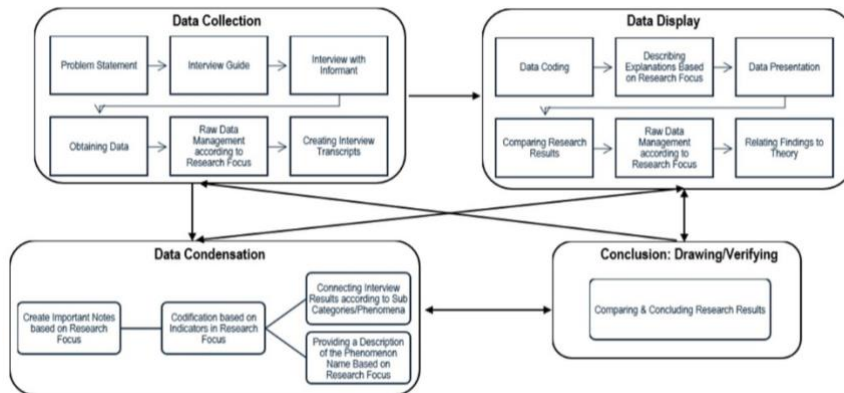 Data Collection
Problem Statement
Interview Guide
Interview with
Informant
Obtaining Data
Raw Data
Management
according to
Research Focus
Creating Interview
Transcripts
Data Display
Data Coding
Describing
Explanations Based
on Research Focus
Data Presentation
Comparing Research
Results
Raw Data
Management
according to
Research Focus
Relating Findings to
Theory
Data Condensation
Create Important Notes
based on Research
Focus
Codification based on
Indicators in Research
Focus
Connecting Interview
Results according to Sub
Categories/Phenomena
Providing a Description
of the Phenomenon
Name Based on
Research Focus
Conclusion: Drawing/Verifying
Comparing & Concluding Research Results